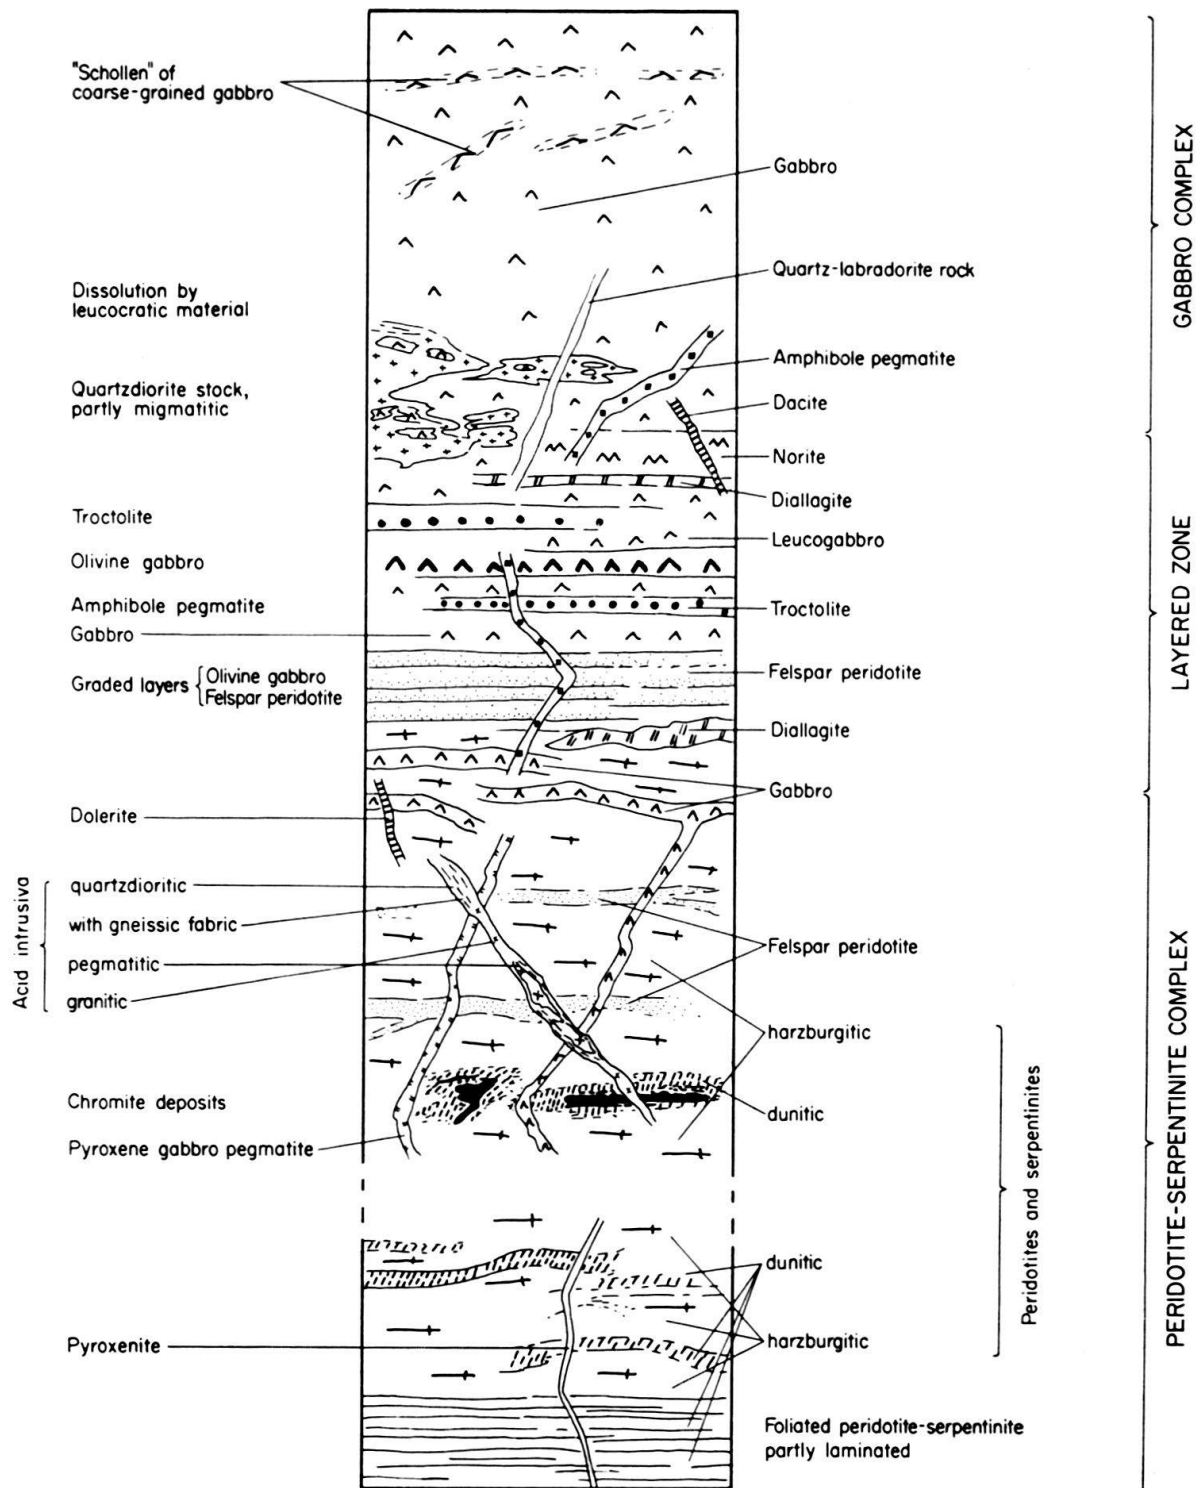 "Schollen" of
coarse-grained gabbro
Dissolution by
leucocratic material
Quartzdiorite stock,
partly migmatitic
Troctolite
Olivine gabbro
Amphibole pegmatite
Gabbro
Graded layers { Olivine gabbro
Felspar peridotite
Dolerite
Acid intrusiva
quartzdioritic
with gneissic fabric
pegmatitic
granitic
Chromite deposits
Pyroxene gabbro pegmatite
Pyroxenite
Gabbro
Quartz-labradorite rock
Amphibole pegmatite
Dacite
Norite
Diallagite
Leucogabbro
Troctolite
Felspar peridotite
Diallagite
Gabbro
Felspar peridotite
harzburgitic
dunitic
dunitic
harzburgitic
Foliated peridotite-serpentinite
partly laminated
Peridotites and serpentinites
GABBRO COMPLEX
LAYERED ZONE
PERIDOTITE-SERPENTINITE COMPLEX